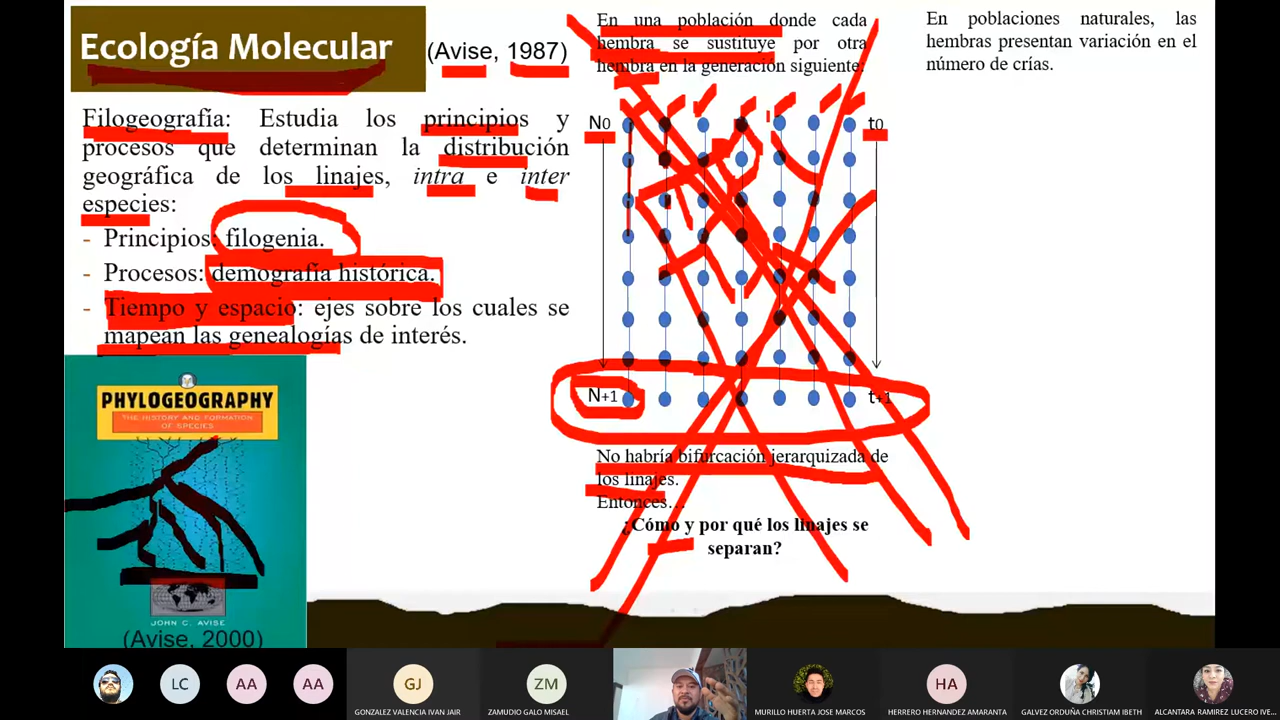 Ecología Molecular
(Avise, 1987)
Filogeografía: Estudia los principios y
procesos que determinan la distribución
geográfica de los linajes, intra e inter
especies:
- Principios: filogenia.
- Procesos: demografía histórica.
- Tiempo y espacio: ejes sobre los cuales se
mapean las genealogías de interés.
PHYLOGEOGRAPHY
THE HISTORY AND FORMATION
OF SPECIES
JOHN C. AVISE
(Avise, 2000)
En una población donde cada
hembra se sustituye por otra
hembra en la generación siguiente:
N0
t0
N+1
t+1
No habría bifurcación jerarquizada de
los linajes.
Entonces…
¿Cómo y por qué los linajes se
separan?
En poblaciones naturales, las
hembras presentan variación en el
número de crías.
LC
AA
AA
GJ
GONZALEZ VALENCIA IVAN JAIR
ZM
ZAMUDIO GALO MISAEL
MURILLO HUERTA JOSE MARCOS
HA
HERRERO HERNANDEZ AMARANTA
GALVEZ ORDUÑA CHRISTIAM IBETH
ALCANTARA RAMIREZ LUCERO IVE...